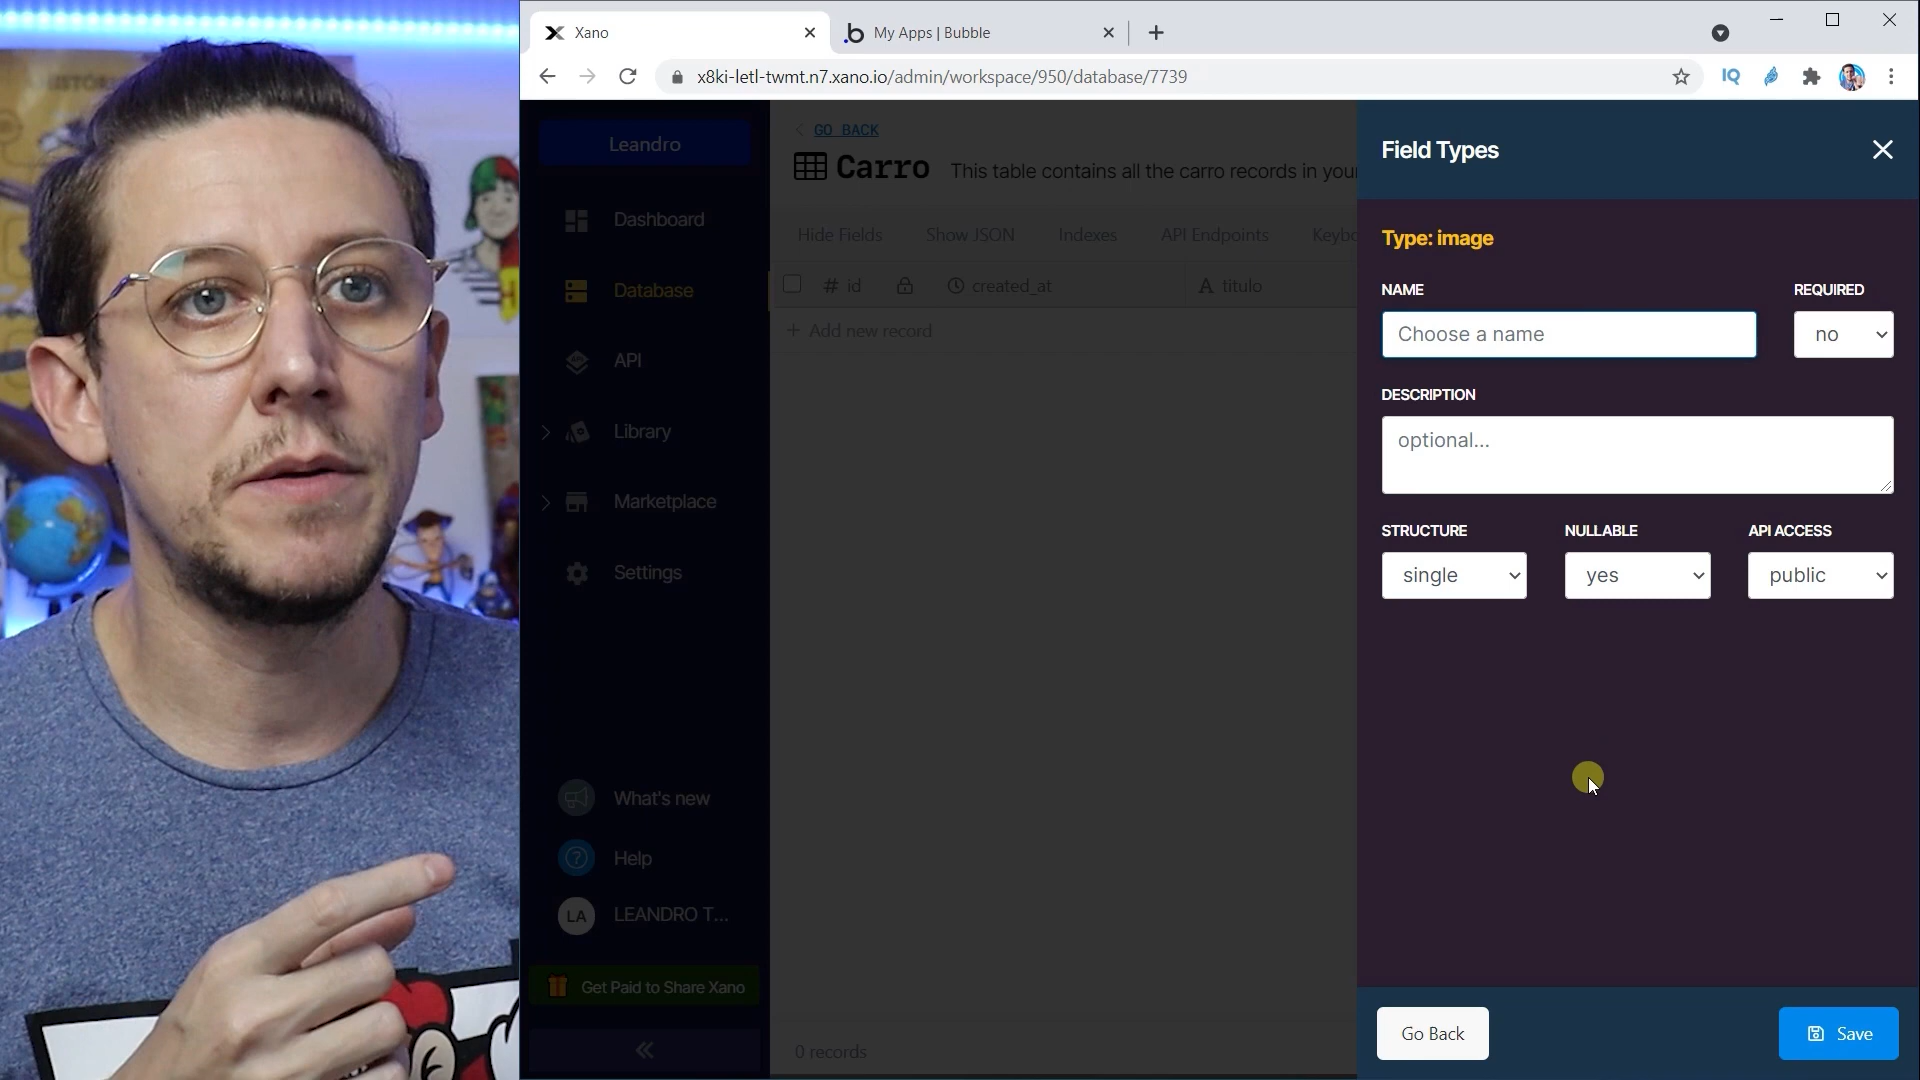 HISTÓR
Xano
My Apps | Bubble
x8ki-letl-twmt.n7.xano.io/admin/workspace/950/database/7739
IQ
Leandro
Dashboard
Database
API
Library
Marketplace
Settings
What's new
Help
LA LEANDRO T...
Get Paid to Share Xano
GO BACK
Carro This table contains all the carro records in your
Hide Fields Show JSON Indexes API Endpoints Keybo
# id created_at A titulo
+ Add new record
0 records
Field Types
Type: image
NAME REQUIRED
Choose a name no
DESCRIPTION
optional...
STRUCTURE NULLABLE API ACCESS
single yes public
Go Back Save